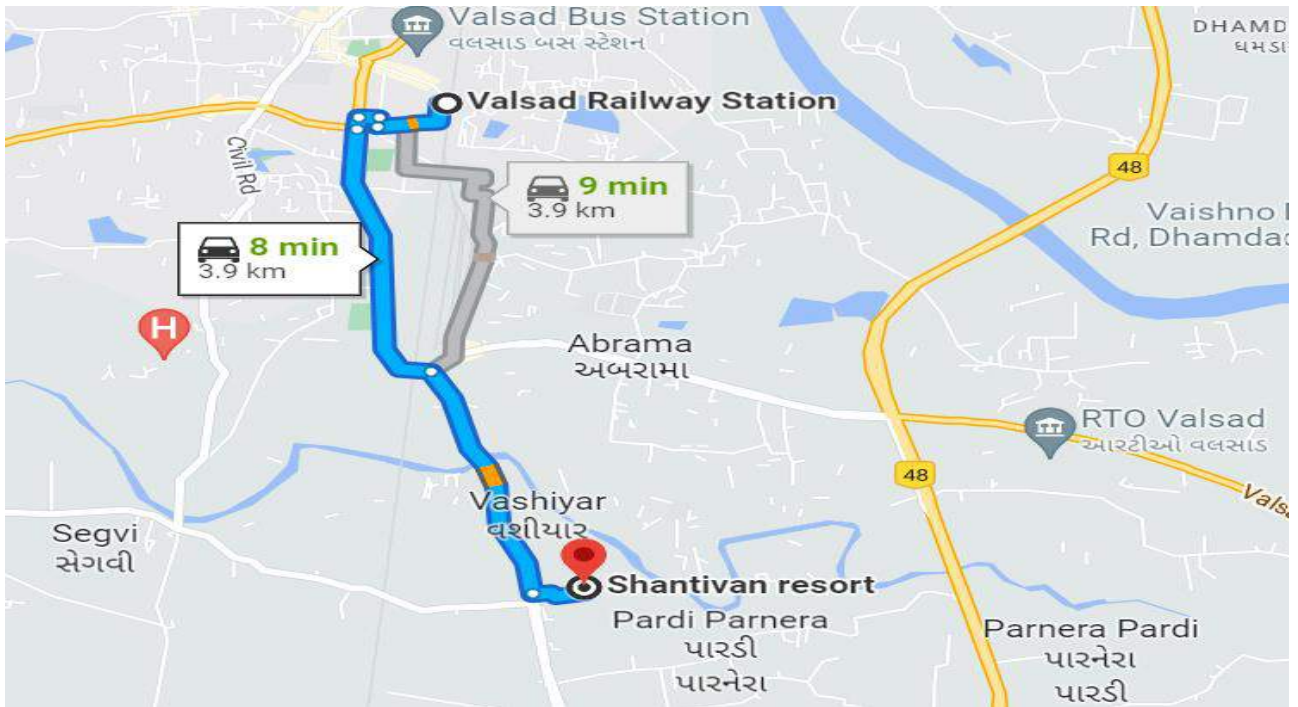 Valsad Bus Station
વલસાડ બસ સ્ટેશન
DHAMD
ધમડા
Valsad Railway Station
Civil Rd
48
9 min
3.9 km
8 min
3.9 km
Vaishno
Rd, Dhamdac
H
Abrama
અબરામા
RTO Valsad
આરટીઓ વલસાડ
48
Valsa
Vashiyar
વશીયાર
Segvi
સેગવી
Shantivan resort
Pardi Parnera
પારડી
પારનેરા
Parnera Pardi
પારનેરા
પારડી